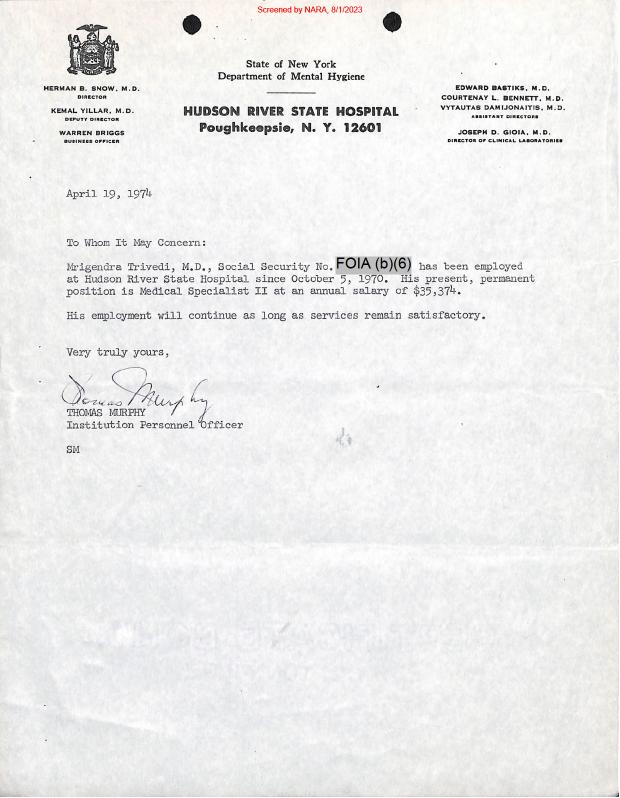 Screened by NARA, 8/1/2023
State of New York
Department of Mental Hygiene
HUDSON RIVER STATE HOSPITAL
Poughkeepsie, N. Y. 12601
HERMAN B. SNOW, M.D.
DIRECTOR
KEMAL YILLAR, M.D.
DEPUTY DIRECTOR
WARREN BRIGGS
BUSINESS OFFICER
EDWARD BASTIKS, M.D.
COURTENAY L. BENNETT, M.D.
VYTAUTAS DAMIJONAITIS, M.D.
ASSISTANT DIRECTORS
JOSEPH D. GIOIA, M.D.
DIRECTOR OF CLINICAL LABORATORIES
April 19, 1974
To Whom It May Concern:
Mrigendra Trivedi, M.D., Social Security No. FOIA (b)(6) has been employed
at Hudson River State Hospital since October 5, 1970. His present, permanent
position is Medical Specialist II at an annual salary of $35,374.
His employment will continue as long as services remain satisfactory.
Very truly yours,
Thomas Murphy
THOMAS MURPHY
Institution Personnel Officer
SM